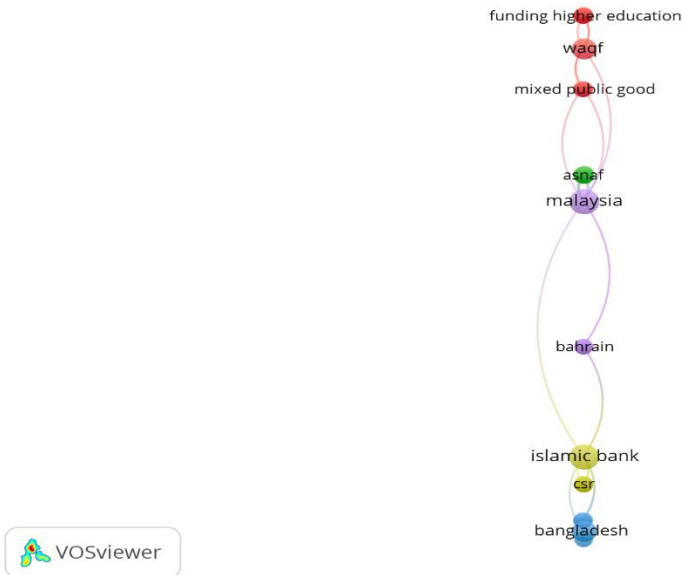 funding higher education
waqf
mixed public good
asnaf
malaysia
bahrain
islamic bank
csr
bangladesh
VOSviewer